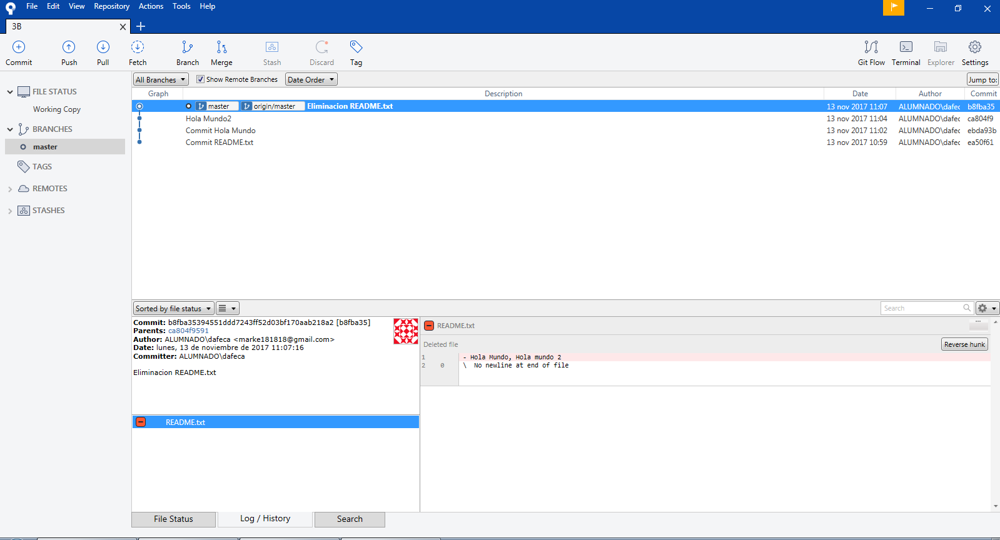 File Edit View Repository Actions Tools Help
3B
Commit Push Pull Fetch Branch Merge Stash Discard Tag Git Flow Terminal Explorer Settings
All Branches Show Remote Branches Date Order Jump to:
Graph Description Date Author Commit
master origin/master Eliminacion README.txt 13 nov 2017 11:07 ALUMNADO\dafec b8fba35
Hola Mundo2 13 nov 2017 11:04 ALUMNADO\dafec ca804f9
Commit Hola Mundo 13 nov 2017 11:02 ALUMNADO\dafec ebda93b
Commit README.txt 13 nov 2017 10:59 ALUMNADO\dafec ea50f61
FILE STATUS
Working Copy
BRANCHES
master
TAGS
REMOTES
STASHES
Sorted by file status Search
Commit: b8fba35394551ddd7243ff52d03bf170aab218a2 [b8fba35]
Parents: ca804f9591
Author: ALUMNADO\dafeca <marke181818@gmail.com>
Date: lunes, 13 de noviembre de 2017 11:07:16
Committer: ALUMNADO\dafeca
Eliminacion README.txt
README.txt
README.txt
Deleted file Reverse hunk
1 - Hola Mundo, Hola mundo 2
2 0 \ No newline at end of file
File Status Log / History Search